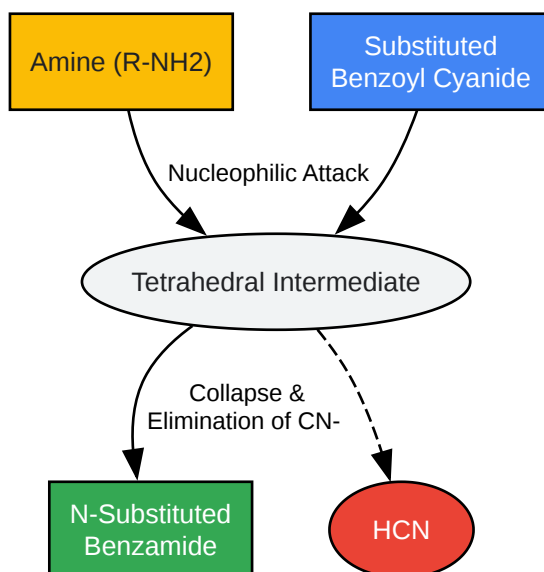 Amine (R-NH2)
Substituted
Benzoyl Cyanide
Nucleophilic Attack
Tetrahedral Intermediate
Collapse &
Elimination of CN-
N-Substituted
Benzamide
HCN